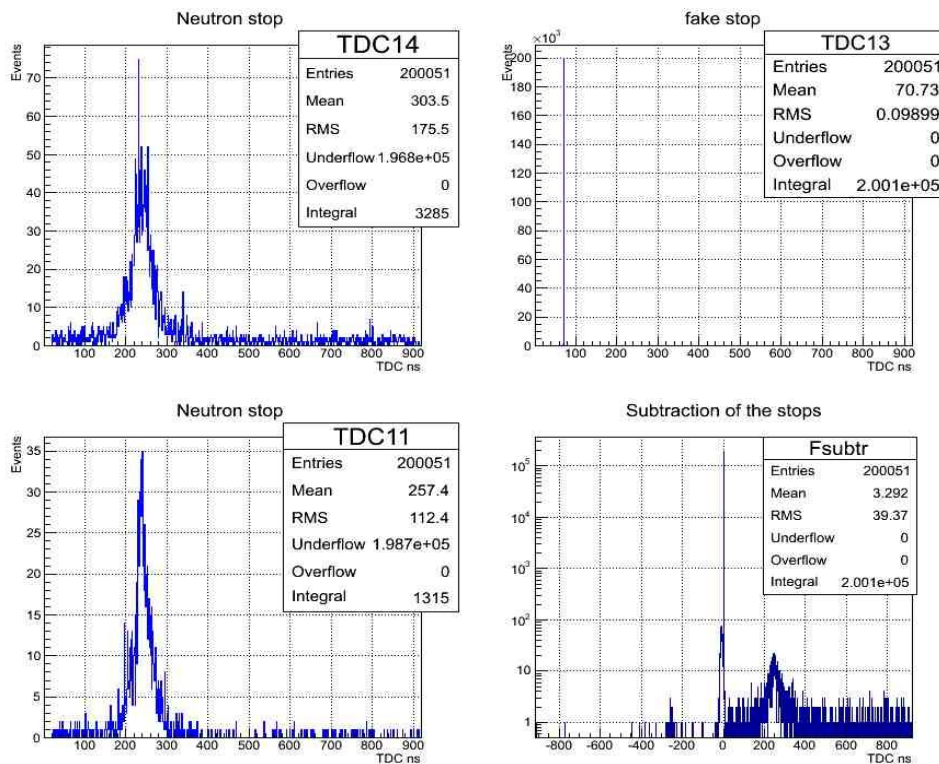 Neutron stop
Events
TDC14
Entries 200051
Mean 303.5
RMS 175.5
Underflow 1.968e+05
Overflow 0
Integral 3285
70
60
50
40
30
20
10
0
100 200 300 400 500 600 700 800 900
TDC ns
fake stop
×10³
Events
TDC13
Entries 200051
Mean 70.73
RMS 0.09899
Underflow 0
Overflow 0
Integral 2.001e+05
200
180
160
140
120
100
80
60
40
20
0
100 200 300 400 500 600 700 800 900
TDC ns
Neutron stop
Events
TDC11
Entries 200051
Mean 257.4
RMS 112.4
Underflow 1.987e+05
Overflow 0
Integral 1315
35
30
25
20
15
10
5
0
100 200 300 400 500 600 700 800 900
TDC ns
Subtraction of the stops
Fsubtr
Entries 200051
Mean 3.292
RMS 39.37
Underflow 0
Overflow 0
Integral 2.001e+05
10⁵
10⁴
10³
10²
10
1
-800 -600 -400 -200 0 200 400 600 800
TDC ns